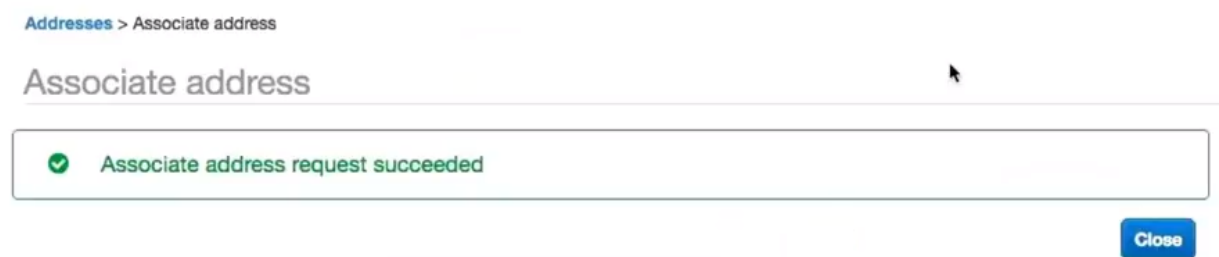 Addresses > Associate address
Associate address
Associate address request succeeded
Close